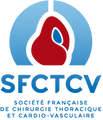 SFCTCV
SOCIÉTÉ FRANÇAISE
DE CHIRURGIE THORACIQUE
ET CARDIO-VASCULAIRE